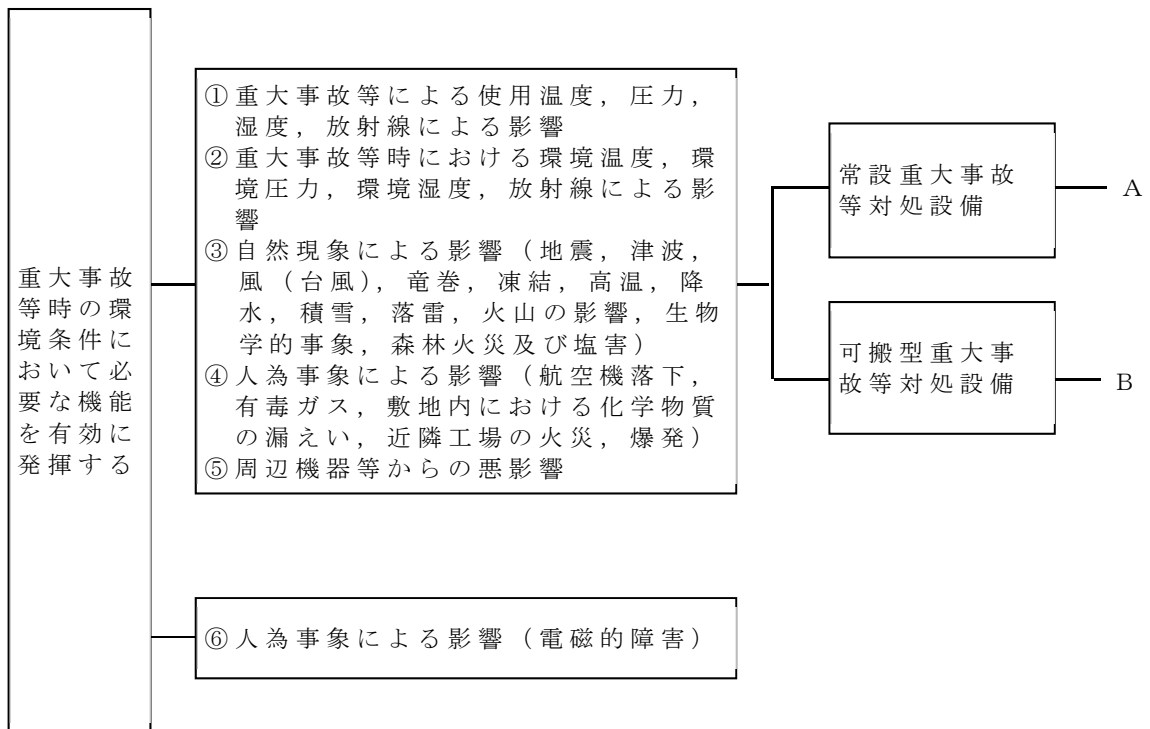 重大事故
等時の環
境条件に
おいて必
要な機能
を有効に
発揮する
①重大事故等による使用温度，圧力，
湿度，放射線による影響
②重大事故等時における環境温度，環
境圧力，環境湿度，放射線による影
響
③自然現象による影響（地震，津波，
風（台風），竜巻，凍結，高温，降
水，積雪，落雷，火山の影響，生物
学的事象，森林火災及び塩害）
④人為事象による影響（航空機落下，
有毒ガス，敷地内における化学物質
の漏えい，近隣工場の火災，爆発）
⑤周辺機器等からの悪影響
常設重大事故
等対処設備
A
可搬型重大事
故等対処設備
B
⑥人為事象による影響（電磁的障害）